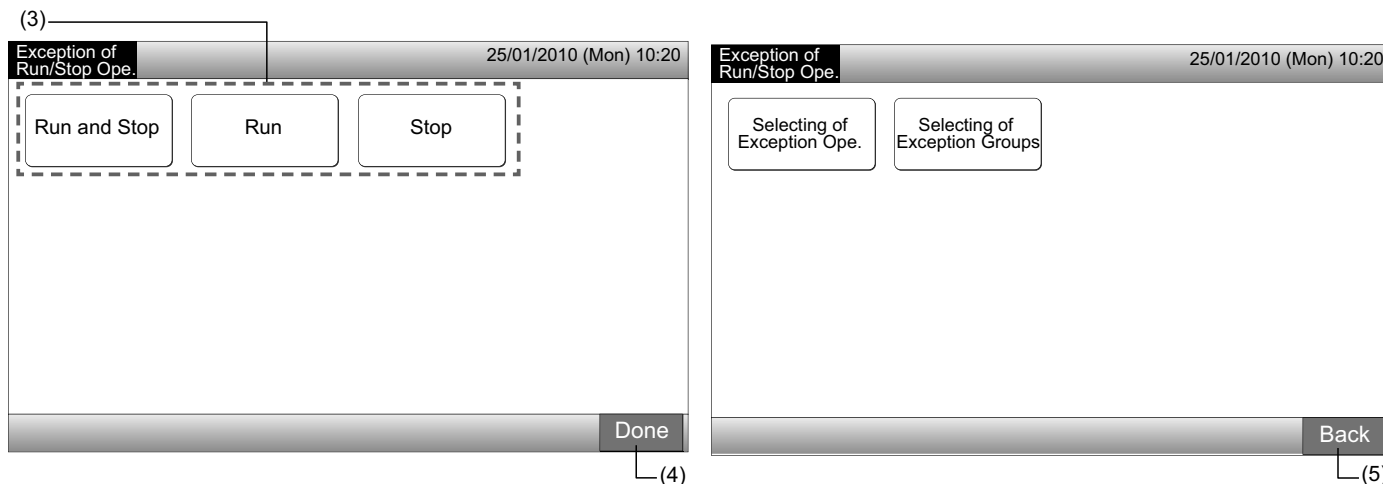 (3)
Exception of
Run/Stop Ope.
25/01/2010 (Mon) 10:20
Run and Stop
Run
Stop
Done
(4)
Exception of
Run/Stop Ope.
25/01/2010 (Mon) 10:20
Selecting of
Exception Ope.
Selecting of
Exception Groups
Back
(5)